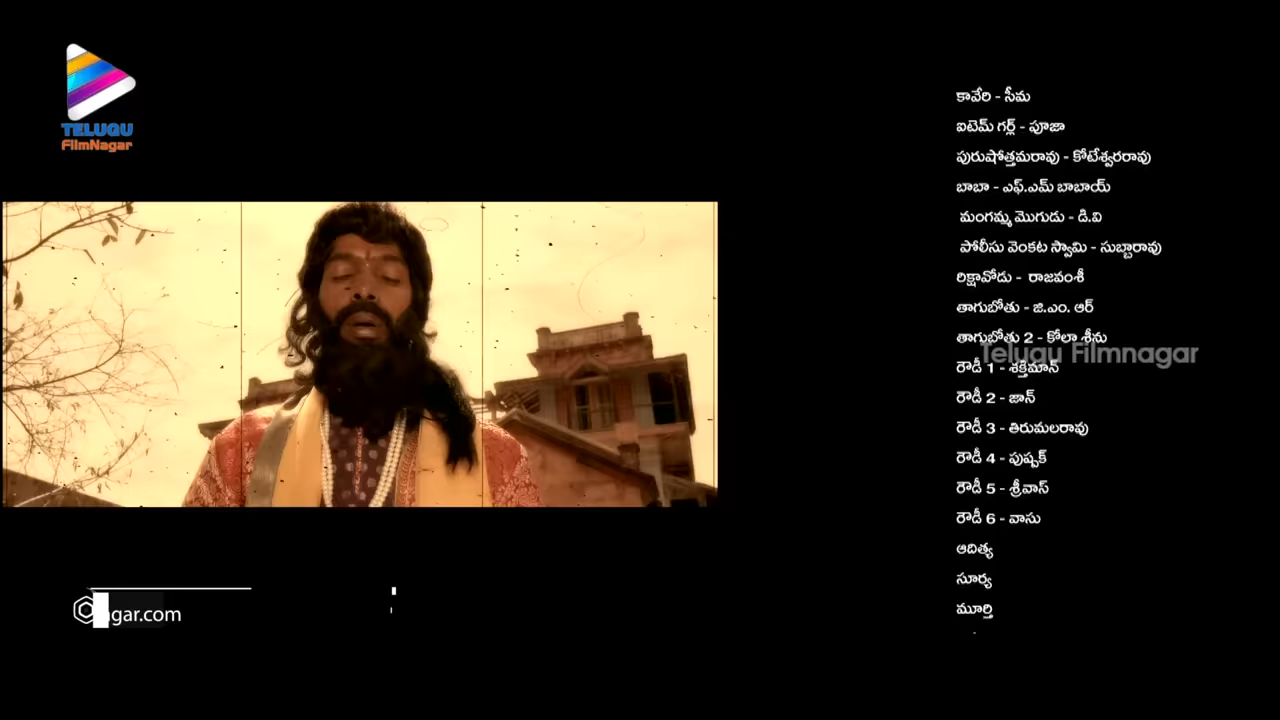 TELUGU
FilmNagar
కావేరి - సీమ
ఐటెమ్ గర్ల్ - పూజా
పురుషోత్తమరావు - కోటేశ్వరరావు
బాబా - ఎఫ్.ఎమ్ బాబాయ్
మంగమ్మ మొగుడు - డి.వి
పోలీసు వెంకట స్వామి - సుబ్బారావు
రిక్షావోడు - రాజవంశీ
తాగుబోతు - జి.ఎం. ఆర్
తాగుబోతు 2 - కోలా శీను
Telugu Filmnagar
రౌడీ 1 - శక్తిమాన్
రౌడీ 2 - జాన్
రౌడీ 3 - తిరుమలరావు
రౌడీ 4 - పుష్పక్
రౌడీ 5 - శ్రీవాస్
రౌడీ 6 - వాసు
ఆదిత్య
సూర్య
మూర్తి
gar.com